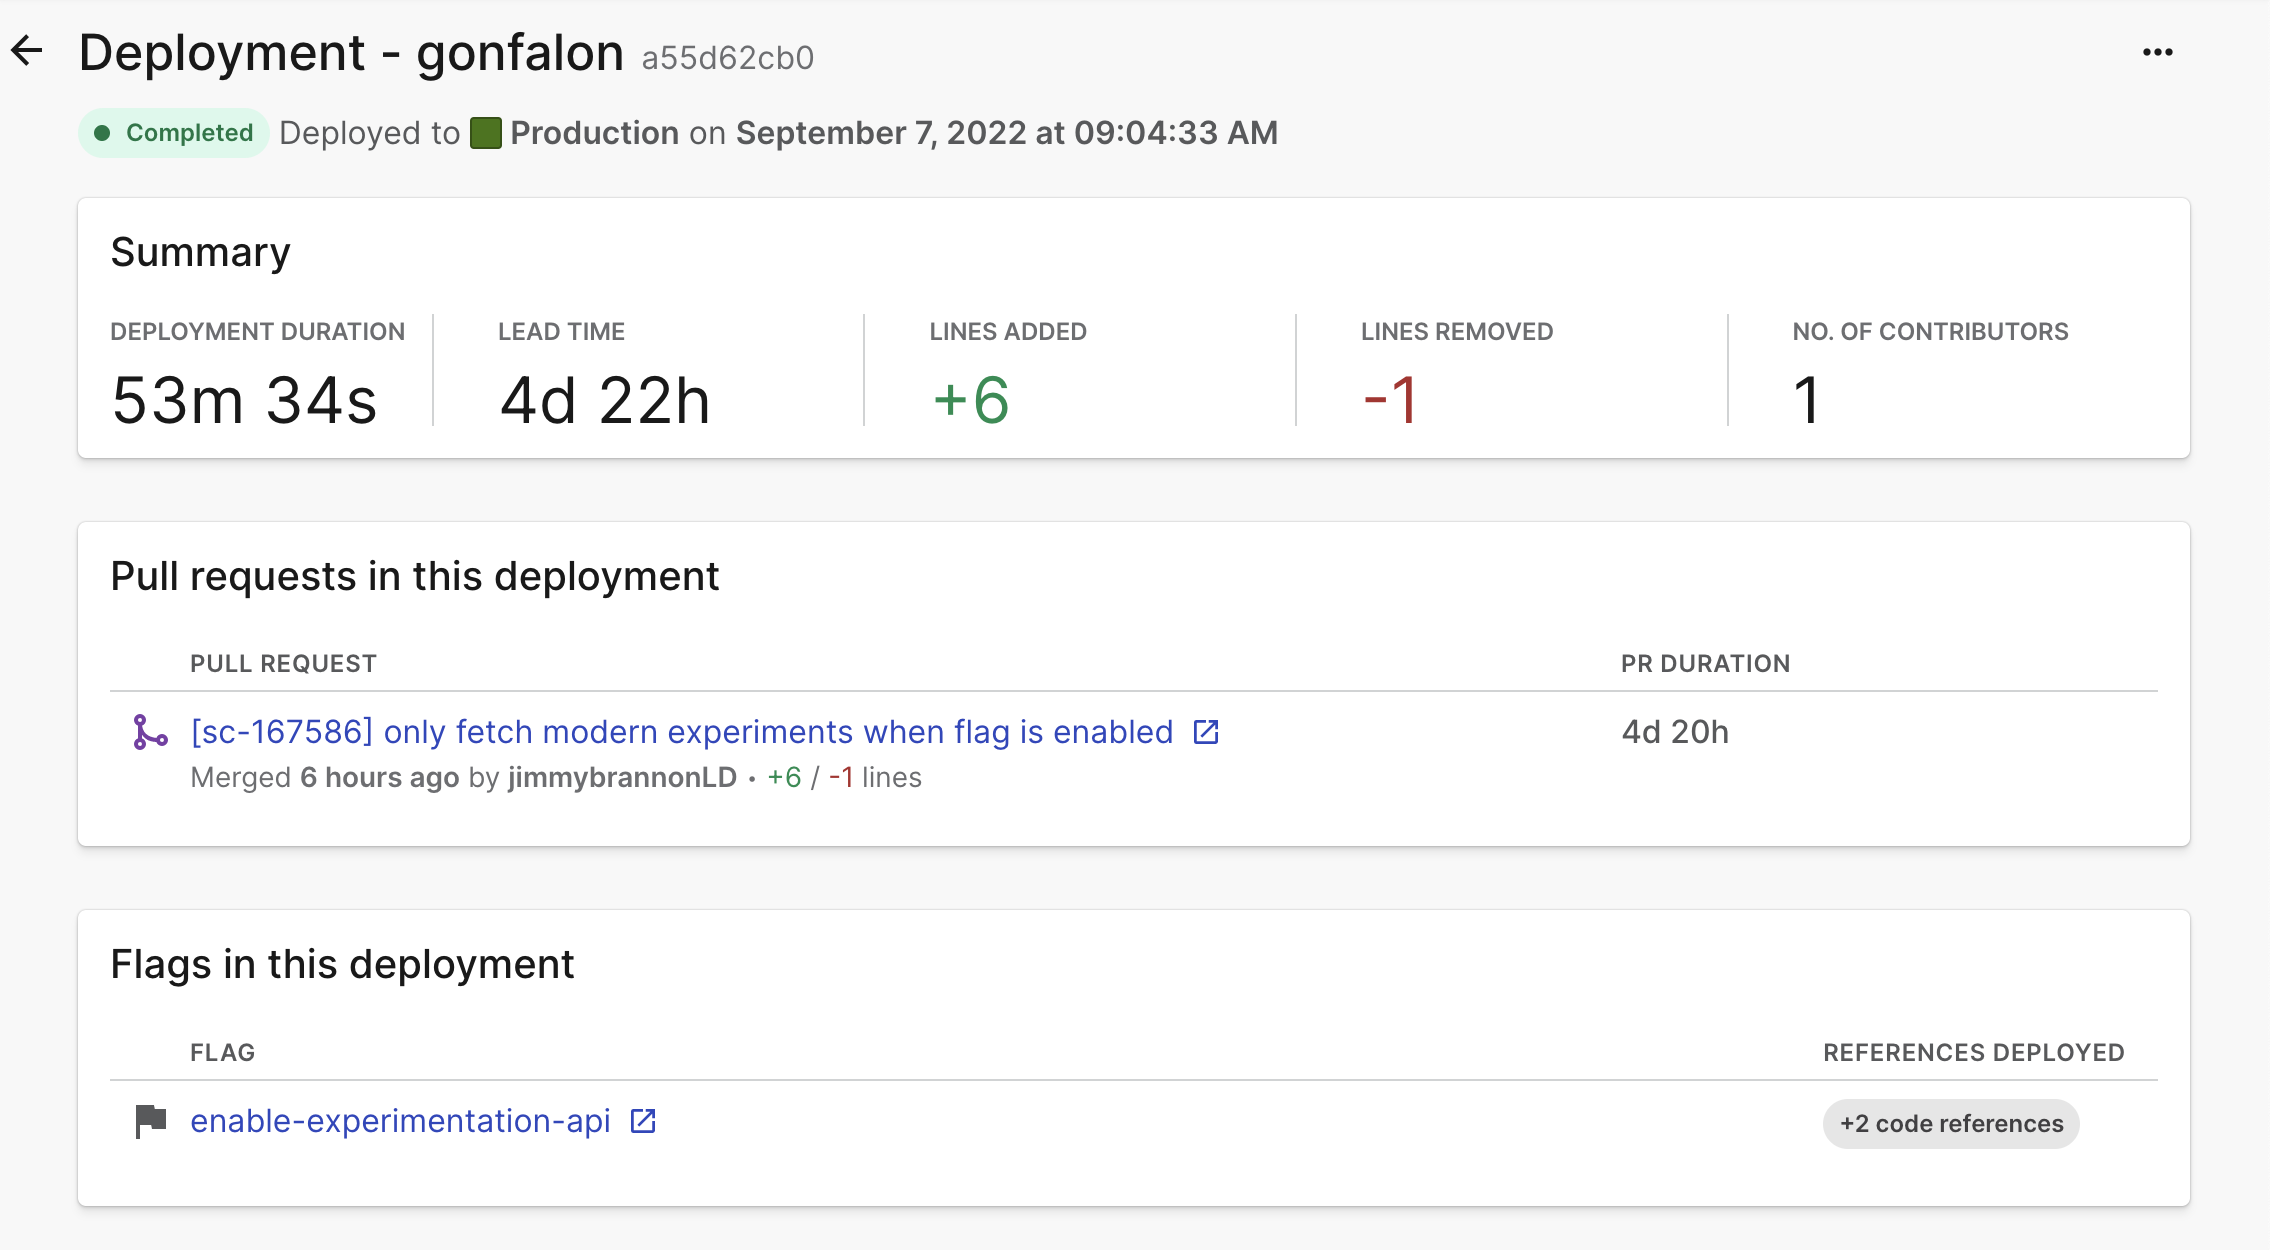 Deployment - gonfalon a55d62cb0
Completed Deployed to Production on September 7, 2022 at 09:04:33 AM
Summary
DEPLOYMENT DURATION LEAD TIME LINES ADDED LINES REMOVED NO. OF CONTRIBUTORS
53m 34s 4d 22h +6 -1 1
Pull requests in this deployment
PULL REQUEST PR DURATION
[sc-167586] only fetch modern experiments when flag is enabled 4d 20h
Merged 6 hours ago by jimmybrannonLD • +6 / -1 lines
Flags in this deployment
FLAG REFERENCES DEPLOYED
enable-experimentation-api +2 code references